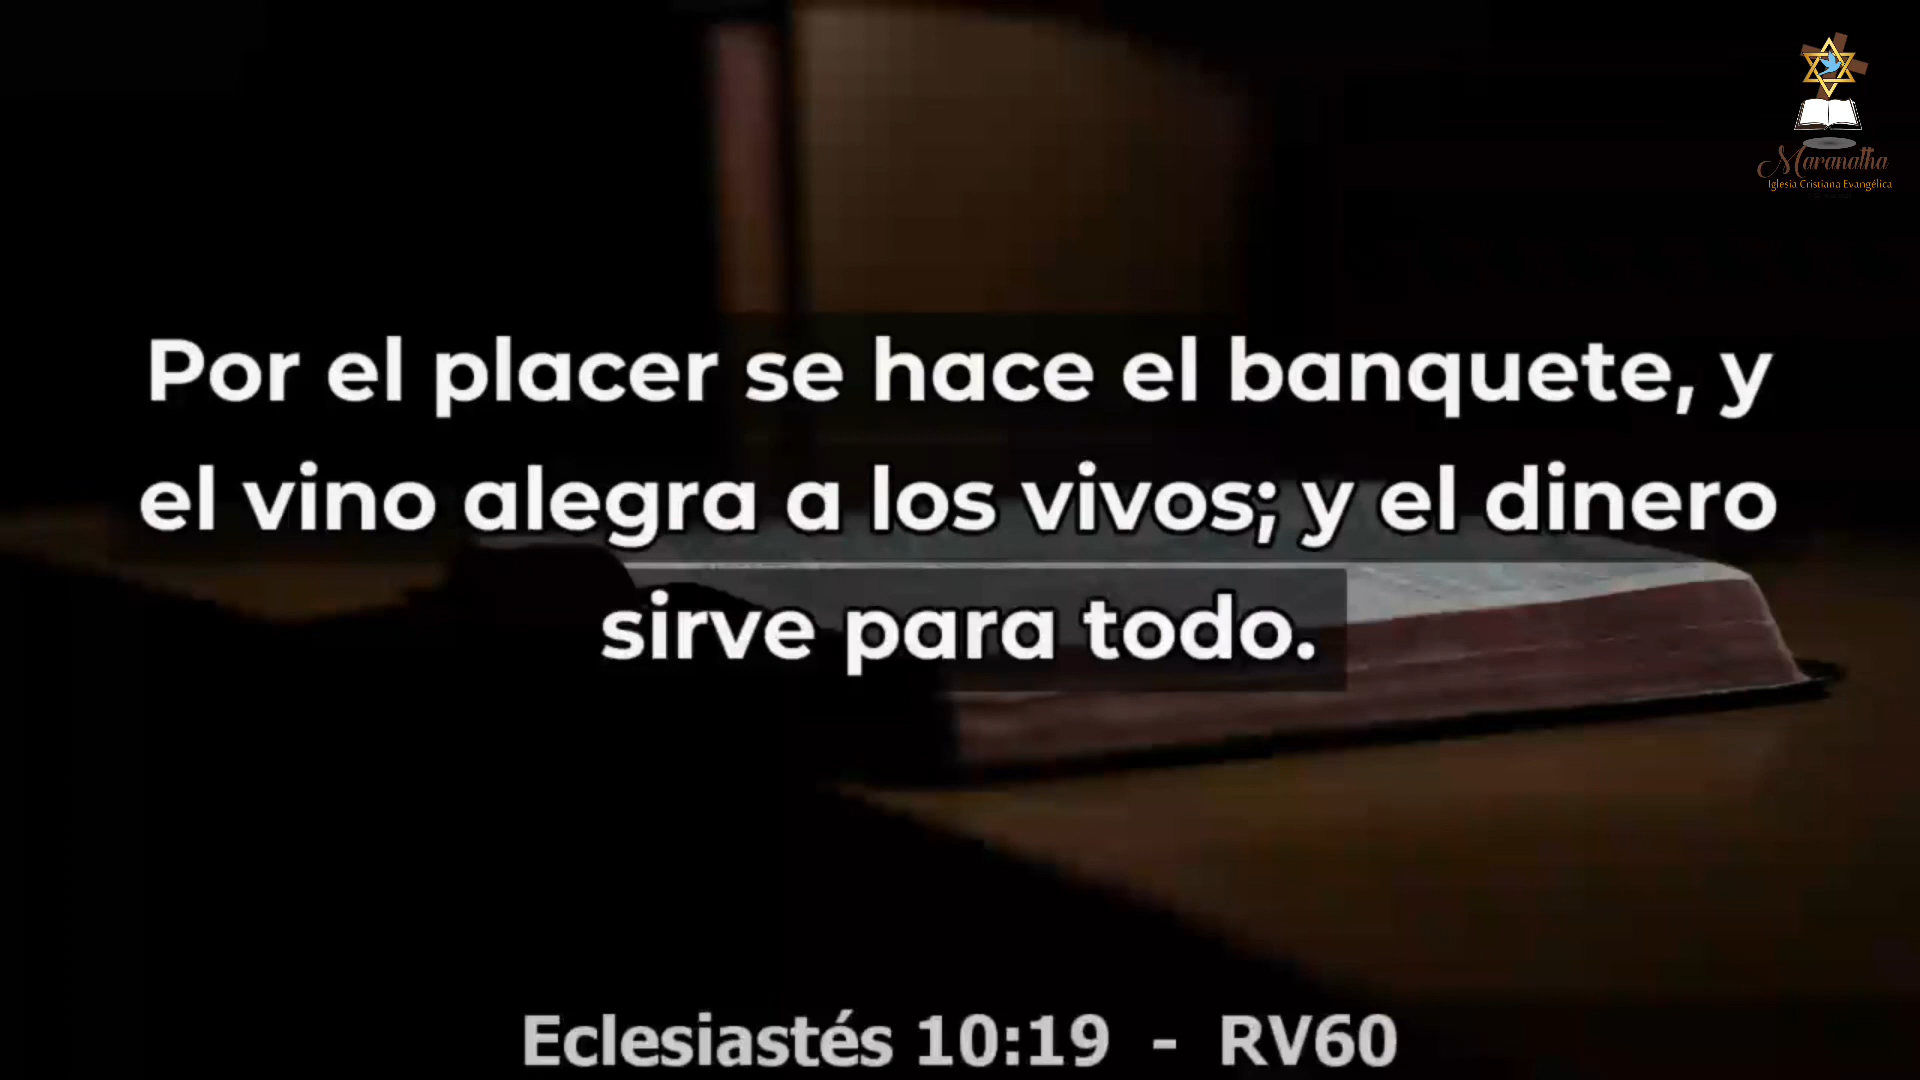 Maranatha
Iglesia Cristiana Evangélica
Por el placer se hace el banquete, y
el vino alegra a los vivos; y el dinero
sirve para todo.
Eclesiastés 10:19 - RV60